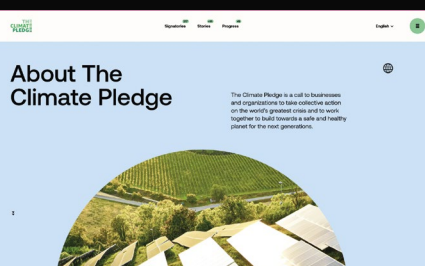 THE
CLIMATE
PLEDGE
Signatories
Stories
Progress
English
About The
Climate Pledge
The Climate Pledge is a call to businesses
and organizations to take collective action
on the world's greatest crisis and to work
together to build towards a safe and healthy
planet for the next generations.